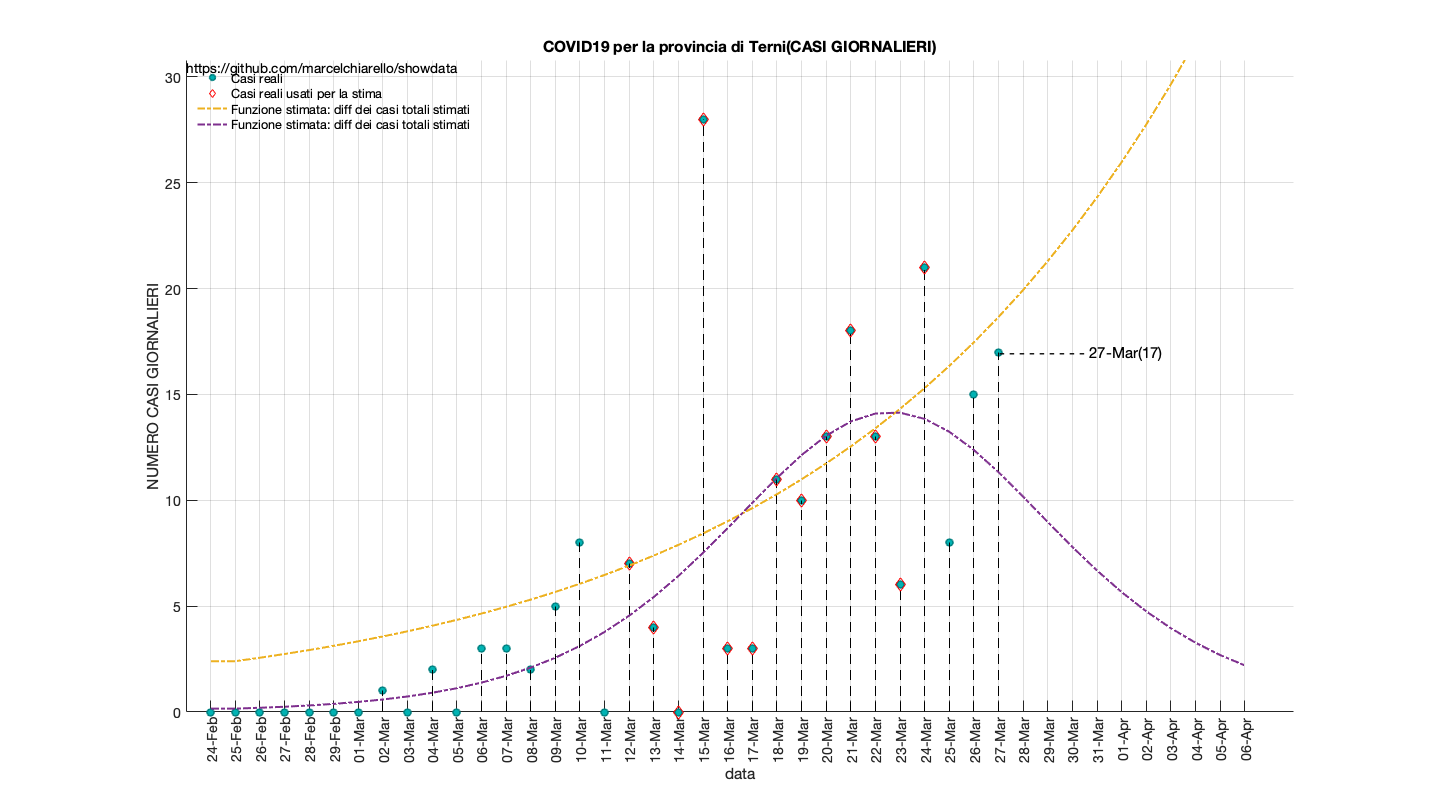 COVID19 per la provincia di Terni(CASI GIORNALIERI)
https://github.com/marcelchiarello/showdata
Casi reali
Casi reali usati per la stima
Funzione stimata: diff dei casi totali stimati
Funzione stimata: diff dei casi totali stimati
NUMERO CASI GIORNALIERI
30
25
20
15
10
5
0
27-Mar(17)
24-Feb
25-Feb
26-Feb
27-Feb
28-Feb
29-Feb
01-Mar
02-Mar
03-Mar
04-Mar
05-Mar
06-Mar
07-Mar
08-Mar
09-Mar
10-Mar
11-Mar
12-Mar
13-Mar
14-Mar
15-Mar
16-Mar
17-Mar
18-Mar
19-Mar
20-Mar
21-Mar
22-Mar
23-Mar
24-Mar
25-Mar
26-Mar
27-Mar
28-Mar
29-Mar
30-Mar
31-Mar
01-Apr
02-Apr
03-Apr
04-Apr
05-Apr
06-Apr
data